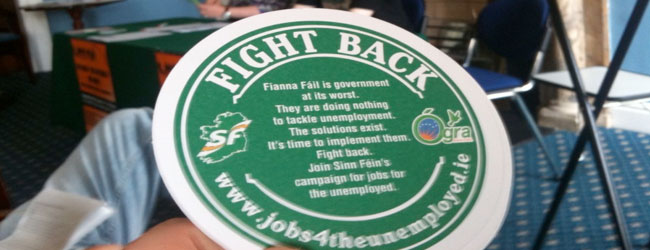 FIGHT BACK
Fianna Fáil is government
at its worst.
They are doing nothing
to tackle unemployment.
The solutions exist.
It's time to implement them.
Fight back.
Join Sinn Féin's
campaign for jobs for
the unemployed.
SF
Ógra
www.jobs4theunemployed.ie